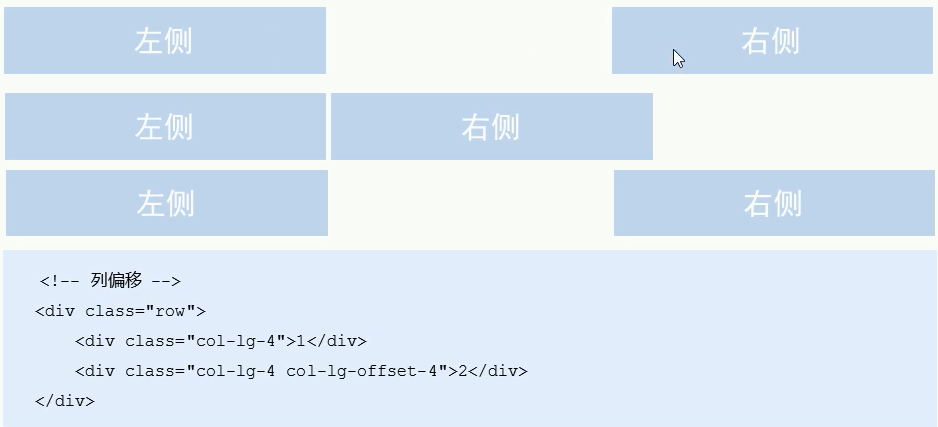 左侧 右侧
左侧 右侧
左侧 右侧
<!-- 列偏移 -->
<div class="row">
    <div class="col-lg-4">1</div>
    <div class="col-lg-4 col-lg-offset-4">2</div>
</div>